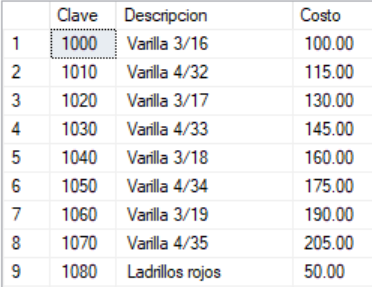 Clave Descripcion Costo
1 1000 Varilla 3/16 100.00
2 1010 Varilla 4/32 115.00
3 1020 Varilla 3/17 130.00
4 1030 Varilla 4/33 145.00
5 1040 Varilla 3/18 160.00
6 1050 Varilla 4/34 175.00
7 1060 Varilla 3/19 190.00
8 1070 Varilla 4/35 205.00
9 1080 Ladrillos rojos 50.00